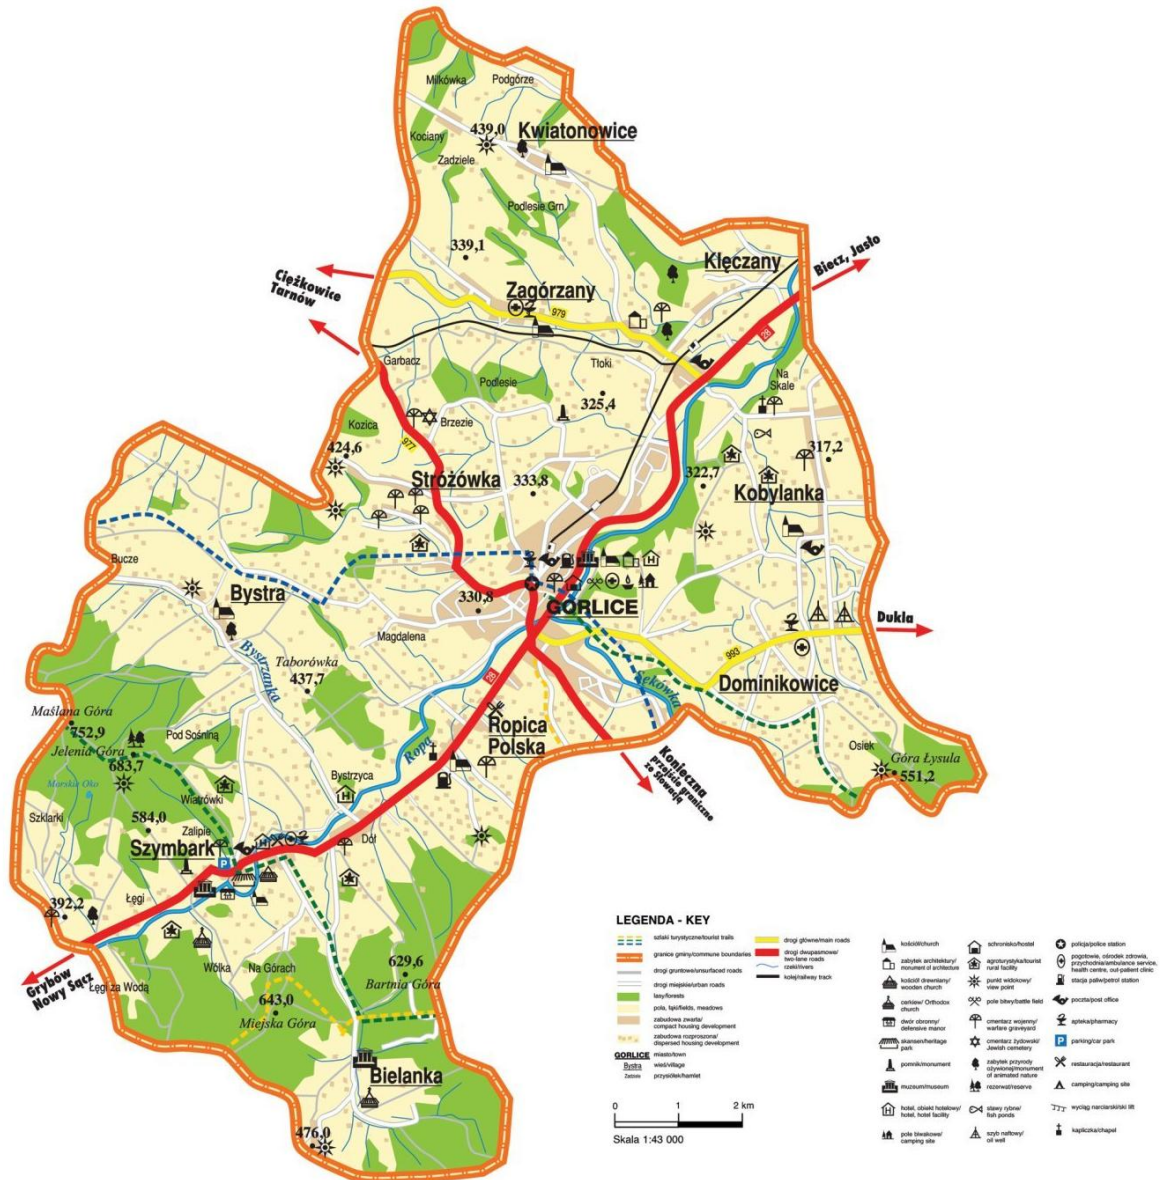 Milkówka
Podgórze
439,0
Kwiatonowice
Kociany
Zadziele
Podlesie Grn.
339,1
Klęczany
Biecz, Jasło
Ciężkowice
Tarnów
Zagórzany
979
28
Garbacz
Tłoki
Podlesie
Na
Skale
325,4
Brzezie
Kozica
977
424,6
317,2
Stróżówka
333,8
322,7
Kobylanka
Bucze
Bystra
330,8
GORLICE
Magdalena
Dukla
993
Bystrzanka
Taborówka
437,7
28
Sękówka
Dominikowice
Maślana Góra
752,9
Pod Sośniną
Ropica
Polska
Jelenia Góra
683,7
Ropa
Osiek
Góra Łysula
551,2
Konieczna
przejście graniczne
ze Słowacją
Morskie Oko
Bystrzyca
Wiatrówki
Szklarki
584,0
Zalipie
Szymbark
Dół
P
Łęgi
392,2
Grybów
Nowy Sącz
Łęgi za Wodą
Wólka
Na Górach
629,6
Bartnia Góra
643,0
Miejska Góra
Bielanka
476,0
LEGENDA - KEY
szlaki turystyczne/tourist trails
granice gminy/commune boundaries
drogi gruntowe/unsurfaced roads
drogi miejskie/urban roads
lasy/forests
pola, łąki/fields, meadows
zabudowa zwarta/
compact housing development
zabudowa rozproszona/
dispersed housing development
GORLICE miasto/town
Bystra wieś/village
Zadziele przysiółek/hamlet
drogi główne/main roads
drogi dwupasmowe/
two-lane roads
rzeki/rivers
kolej/railway track
0 1 2 km
Skala 1:43 000
kościół/church
zabytek architektury/
monument of architecture
kościół drewniany/
wooden church
cerkiew/ Orthodox
church
dwór obronny/
defensive manor
skansen/heritage
park
pomnik/monument
muzeum/museum
H hotel, obiekt hotelowy/
hotel, hotel facility
pole biwakowe/
camping site
schronisko/hostel
agroturystyka/tourist
rural facility
punkt widokowy/
view point
pole bitwy/battle field
cmentarz wojenny/
warfare graveyard
cmentarz żydowski/
Jewish cemetery
zabytek przyrody
ożywionej/monument
of animated nature
rezerwat/reserve
stawy rybne/
fish ponds
szyb naftowy/
oil well
policja/police station
pogotowie, ośrodek zdrowia,
przychodnia/ambulance service,
health centre, out-patient clinic
stacja paliw/petrol station
poczta/post office
apteka/pharmacy
P parking/car park
restauracja/restaurant
camping/camping site
wyciąg narciarski/ski lift
kapliczka/chapel